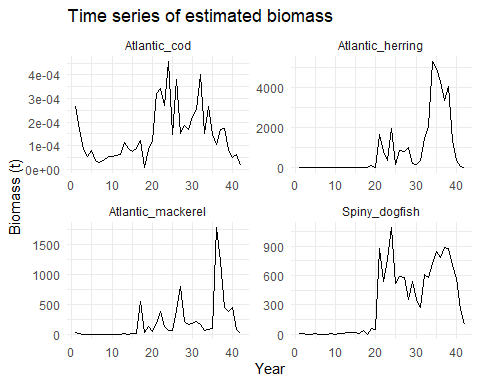 Time series of estimated biomass
Atlantic_cod
Atlantic_herring
4e-04
3e-04
2e-04
1e-04
0e+00
0 10 20 30 40
4000
2000
0
0 10 20 30 40
Atlantic_mackerel
Spiny_dogfish
1500
1000
500
0
0 10 20 30 40
900
600
300
0
0 10 20 30 40
Biomass (t)
Year